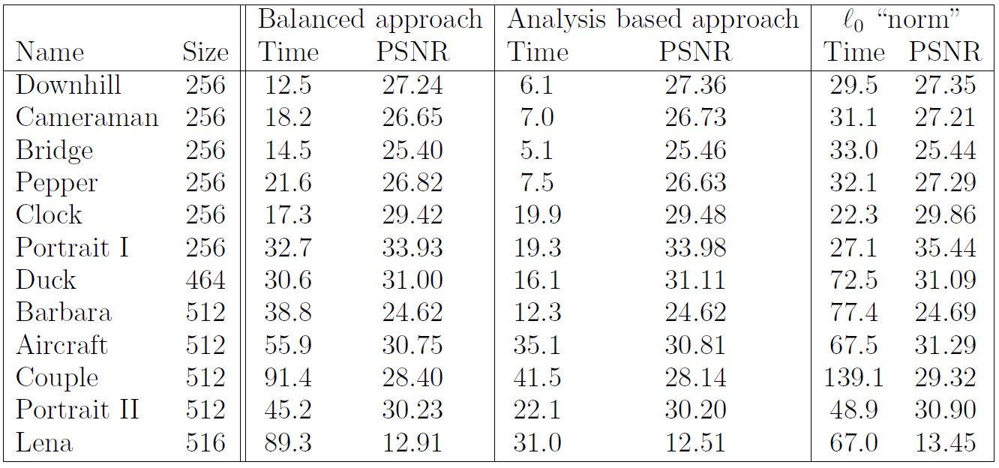 Balanced approach Analysis based approach ℓ0 “norm”
Name Size Time PSNR Time PSNR Time PSNR
Downhill 256 12.5 27.24 6.1 27.36 29.5 27.35
Cameraman 256 18.2 26.65 7.0 26.73 31.1 27.21
Bridge 256 14.5 25.40 5.1 25.46 33.0 25.44
Pepper 256 21.6 26.82 7.5 26.63 32.1 27.29
Clock 256 17.3 29.42 19.9 29.48 22.3 29.86
Portrait I 256 32.7 33.93 19.3 33.98 27.1 35.44
Duck 464 30.6 31.00 16.1 31.11 72.5 31.09
Barbara 512 38.8 24.62 12.3 24.62 77.4 24.69
Aircraft 512 55.9 30.75 35.1 30.81 67.5 31.29
Couple 512 91.4 28.40 41.5 28.14 139.1 29.32
Portrait II 512 45.2 30.23 22.1 30.20 48.9 30.90
Lena 516 89.3 12.91 31.0 12.51 67.0 13.45